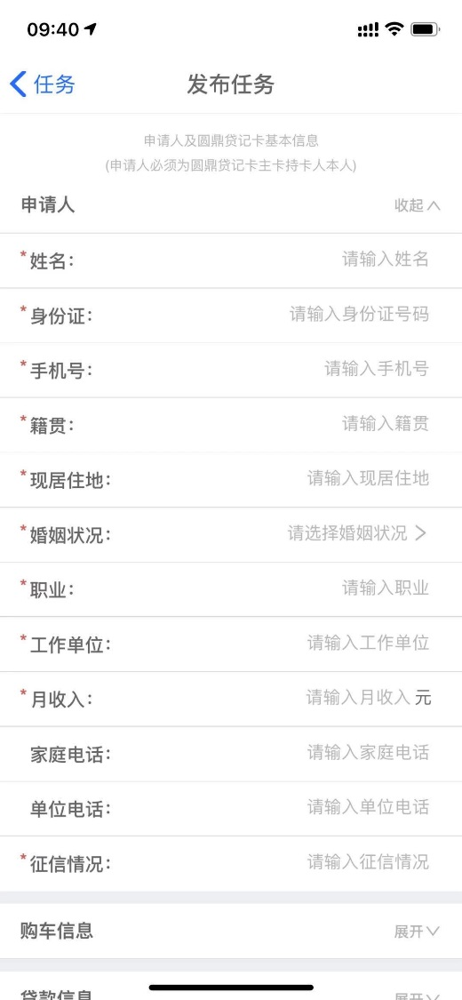 09:40
任务
发布任务
申请人及圆鼎贷记卡基本信息
(申请人必须为圆鼎贷记卡主卡持卡人本人)
申请人 收起
*姓名: 请输入姓名
*身份证: 请输入身份证号码
*手机号: 请输入手机号
*籍贯: 请输入籍贯
*现居住地: 请输入现居住地
*婚姻状况: 请选择婚姻状况
*职业: 请输入职业
*工作单位: 请输入工作单位
*月收入: 请输入月收入 元
家庭电话: 请输入家庭电话
单位电话: 请输入单位电话
*征信情况: 请输入征信情况
购车信息 展开
贷款信息 展开